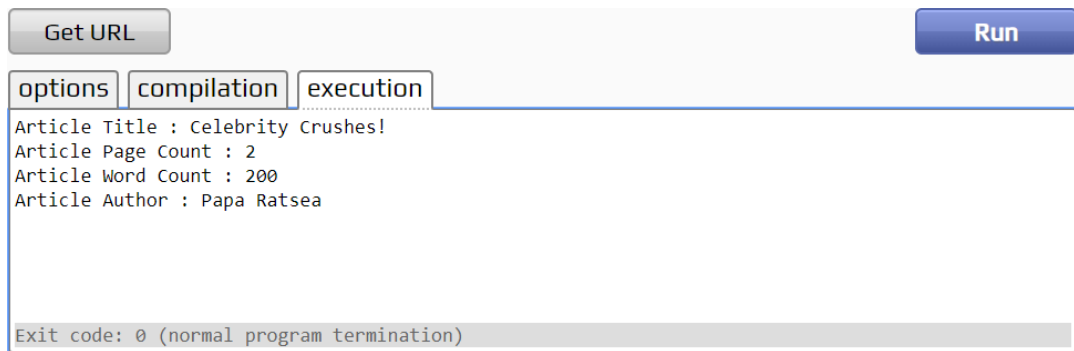 Get URL Run
options compilation execution
Article Title : Celebrity Crushes!
Article Page Count : 2
Article Word Count : 200
Article Author : Papa Ratsea
Exit code: 0 (normal program termination)